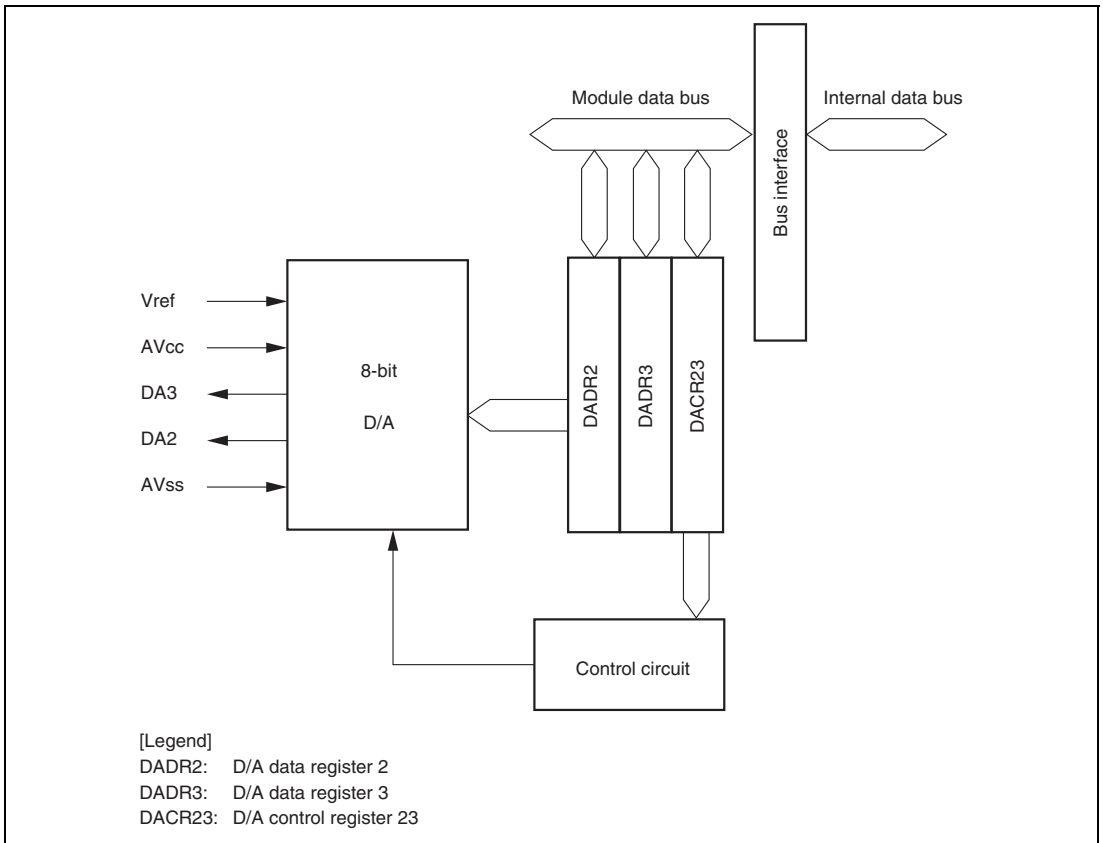 Module data bus
Internal data bus
Bus interface
Vref
AVcc
DA3
DA2
AVss
8-bit
D/A
DADR2
DADR3
DACR23
Control circuit
[Legend]
DADR2: D/A data register 2
DADR3: D/A data register 3
DACR23: D/A control register 23